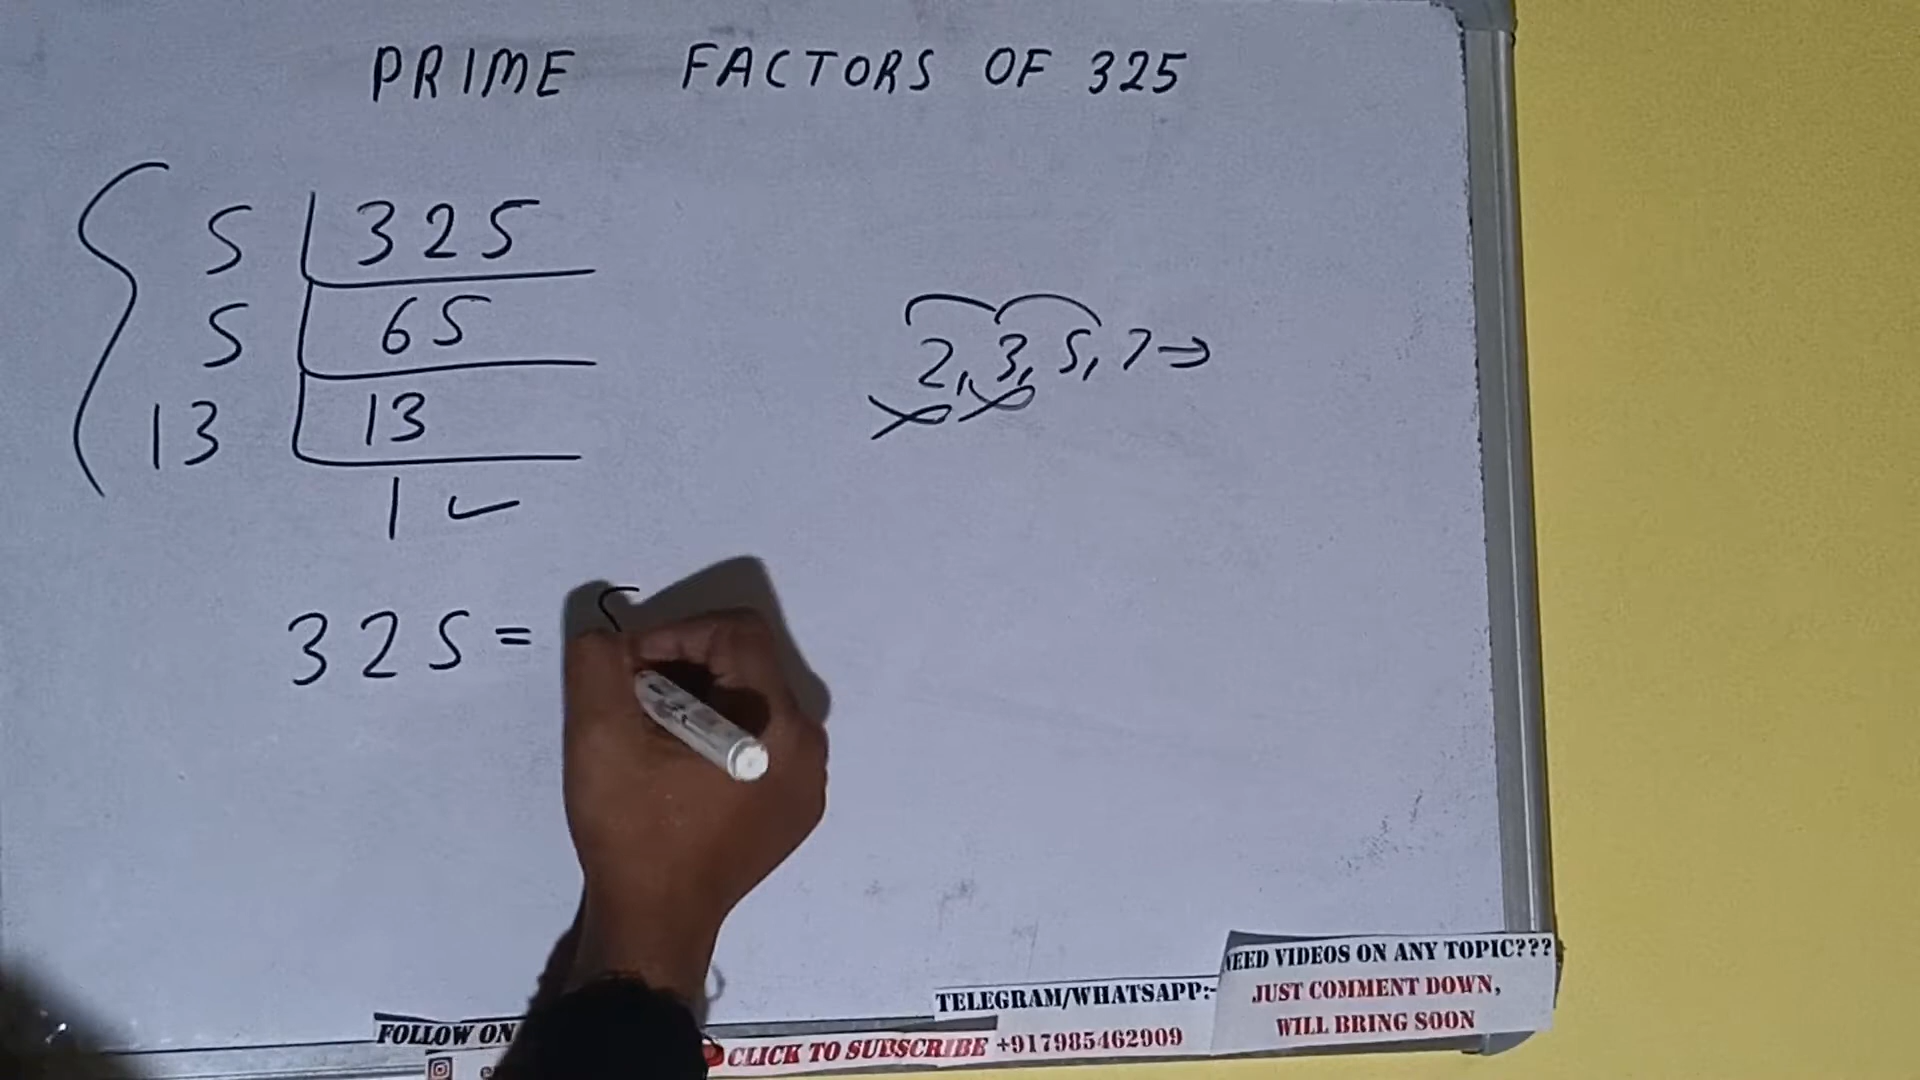 PRIME FACTORS OF 325
5 325
5 65
13 13
1
2, 3, 5, 7
325 = 5
NEED VIDEOS ON ANY TOPIC???
JUST COMMENT DOWN,
WILL BRING SOON
TELEGRAM/WHATSAPP:-
+917985462909
FOLLOW ON
CLICK TO SUBSCRIBE